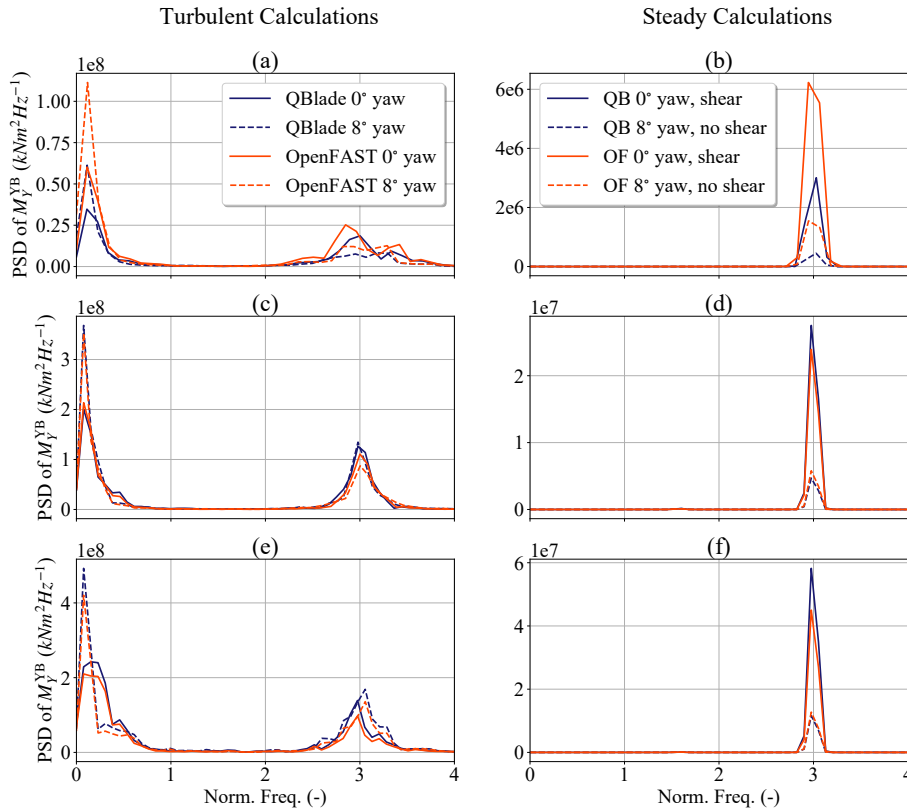 Turbulent Calculations
Steady Calculations
(a)
(b)
1e8
PSD of M_Y^YB (kNm²Hz⁻¹)
1.00
0.75
0.50
0.25
0.00
QBlade 0° yaw
QBlade 8° yaw
OpenFAST 0° yaw
OpenFAST 8° yaw
6e6
4e6
2e6
0
QB 0° yaw, shear
QB 8° yaw, no shear
OF 0° yaw, shear
OF 8° yaw, no shear
(c)
(d)
1e8
PSD of M_Y^YB (kNm²Hz⁻¹)
3
2
1
0
1e7
2
1
0
(e)
(f)
1e8
PSD of M_Y^YB (kNm²Hz⁻¹)
4
2
0
0 1 2 3 4
Norm. Freq. (-)
1e7
6
4
2
0
0 1 2 3 4
Norm. Freq. (-)